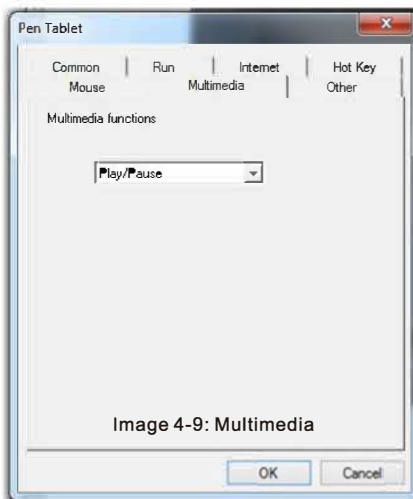 Pen Tablet
Common Run Internet Hot Key
Mouse Multimedia Other
Multimedia functions
Play/Pause
Image 4-9: Multimedia
OK Cancel